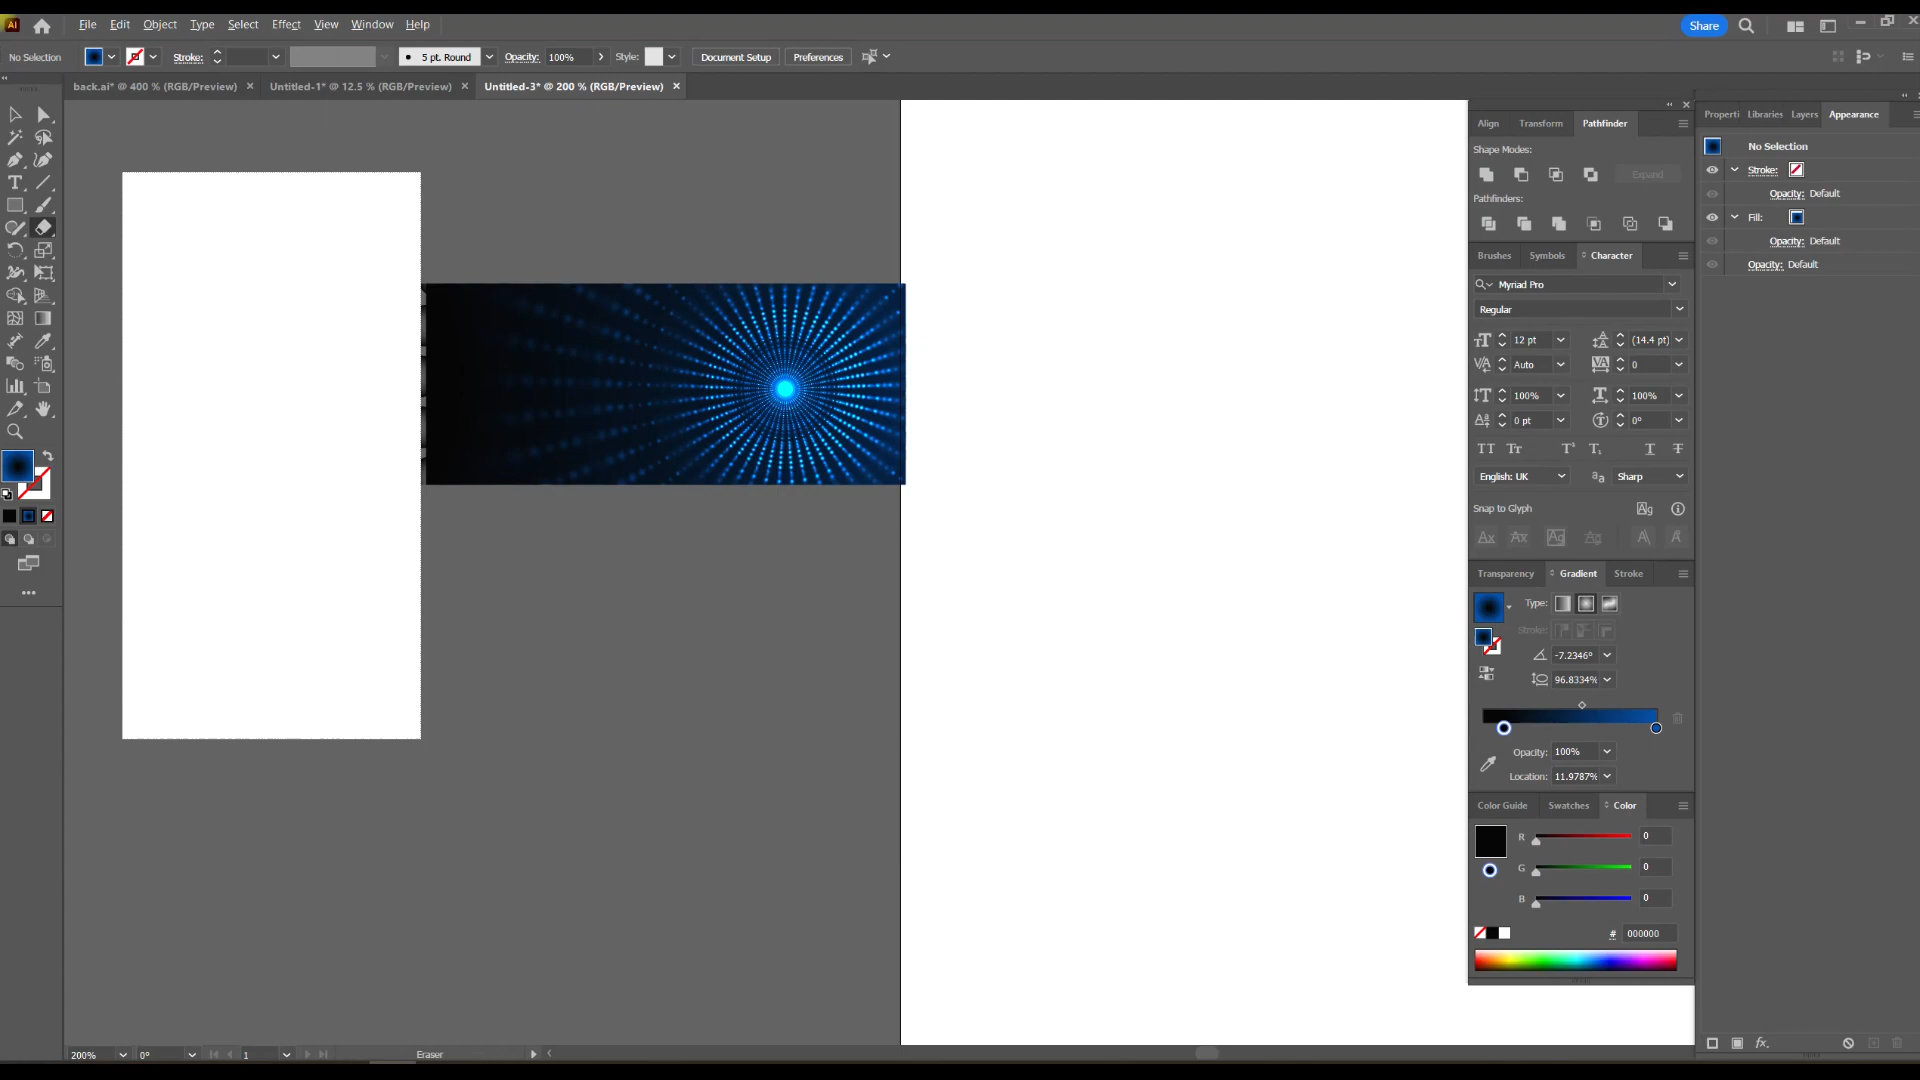 Ai File Edit Object Type Select Effect View Window Help Share
No Selection Stroke: 5 pt. Round Opacity: 100% Style: Document Setup Preferences
back.ai* @ 400 % (RGB/Preview) Untitled-1* @ 12.5 % (RGB/Preview) Untitled-3* @ 200 % (RGB/Preview)
Align Transform Pathfinder
Shape Modes:
Expand
Pathfinders:
Brushes Symbols Character
Myriad Pro
Regular
12 pt (14.4 pt)
Auto 0
100% 100%
0 pt 0°
English: UK Sharp
Snap to Glyph
Transparency Gradient Stroke
Type:
Stroke:
-7.2346°
96.8334%
Opacity: 100%
Location: 11.9787%
Color Guide Swatches Color
R 0
G 0
B 0
# 000000
Properti Libraries Layers Appearance
No Selection
Stroke:
Opacity: Default
Fill:
Opacity: Default
Opacity: Default
fx.
200% 0° 1 Eraser